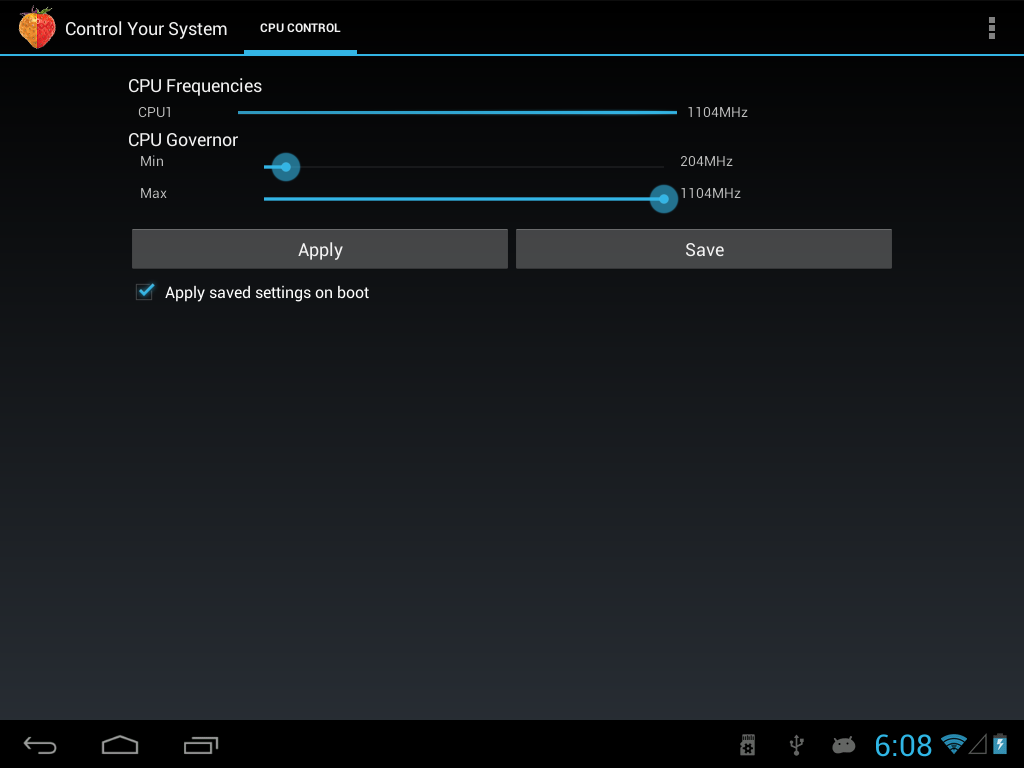 Control Your System
CPU CONTROL
CPU Frequencies
CPU1 1104MHz
CPU Governor
Min 204MHz
Max 1104MHz
Apply Save
Apply saved settings on boot
6:08